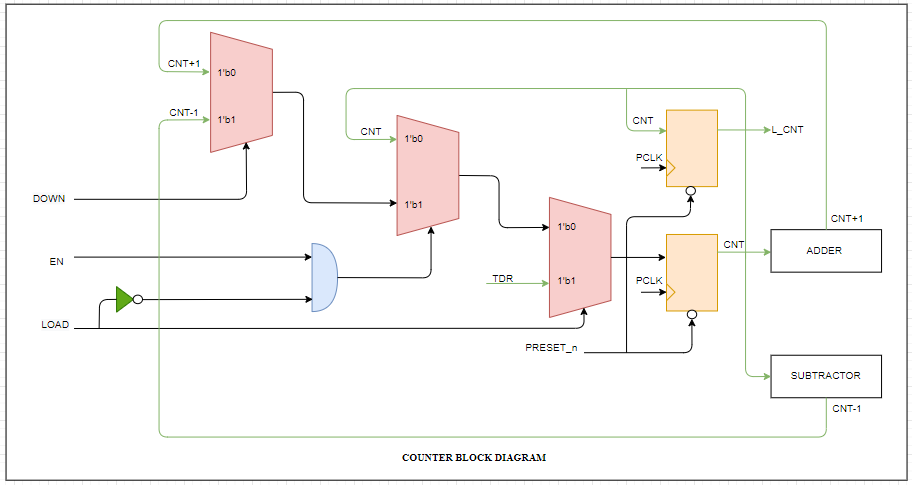 CNT+1
1'b0
CNT-1
1'b1
CNT
1'b0
CNT
L_CNT
PCLK
DOWN
1'b1
1'b0
CNT+1
CNT
ADDER
EN
TDR
1'b1
PCLK
LOAD
PRESET_n
SUBTRACTOR
CNT-1
COUNTER BLOCK DIAGRAM